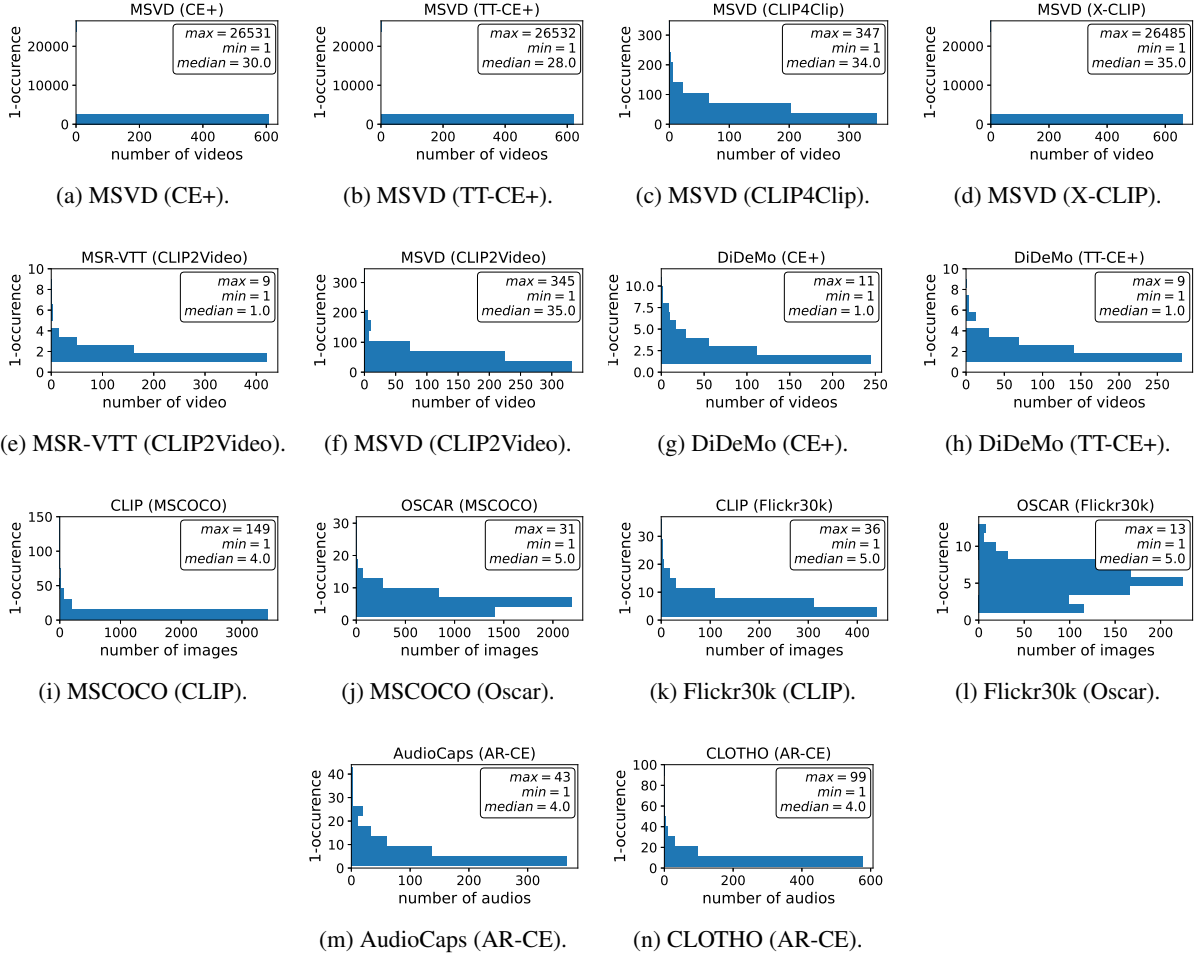 MSVD (CE+)
max = 26531
min = 1
median = 30.0
1-occurence
20000
10000
0
0 200 400 600
number of videos
(a) MSVD (CE+).
MSVD (TT-CE+)
max = 26532
min = 1
median = 28.0
1-occurence
20000
10000
0
0 200 400 600
number of videos
(b) MSVD (TT-CE+).
MSVD (CLIP4Clip)
max = 347
min = 1
median = 34.0
1-occurence
300
200
100
0
0 100 200 300
number of video
(c) MSVD (CLIP4Clip).
MSVD (X-CLIP)
max = 26485
min = 1
median = 35.0
1-occurence
20000
10000
0
0 200 400 600
number of video
(d) MSVD (X-CLIP).
MSR-VTT (CLIP2Video)
max = 9
min = 1
median = 1.0
1-occurence
10
8
6
4
2
0
0 100 200 300 400
number of video
(e) MSR-VTT (CLIP2Video).
MSVD (CLIP2Video)
max = 345
min = 1
median = 35.0
1-occurence
300
200
100
0
0 50 100 150 200 250 300
number of video
(f) MSVD (CLIP2Video).
DiDeMo (CE+)
max = 11
min = 1
median = 1.0
1-occurence
10.0
7.5
5.0
2.5
0.0
0 50 100 150 200 250
number of video
(g) DiDeMo (CE+).
DiDeMo (TT-CE+)
max = 9
min = 1
median = 1.0
1-occurence
10
8
6
4
2
0
0 50 100 150 200 250
number of videos
(h) DiDeMo (TT-CE+).
CLIP (MSCOCO)
max = 149
min = 1
median = 4.0
1-occurence
150
100
50
0
0 1000 2000 3000
number of images
(i) MSCOCO (CLIP).
OSCAR (MSCOCO)
max = 31
min = 1
median = 5.0
1-occurence
30
20
10
0
0 500 1000 1500 2000
number of images
(j) MSCOCO (Oscar).
CLIP (Flickr30k)
max = 36
min = 1
median = 5.0
1-occurence
30
20
10
0
0 100 200 300 400
number of images
(k) Flickr30k (CLIP).
OSCAR (Flickr30k)
max = 13
min = 1
median = 5.0
1-occurence
10
5
0
0 50 100 150 200
number of images
(l) Flickr30k (Oscar).
AudioCaps (AR-CE)
max = 43
min = 1
median = 4.0
1-occurence
40
30
20
10
0
0 100 200 300
number of audios
(m) AudioCaps (AR-CE).
CLOTHO (AR-CE)
max = 99
min = 1
median = 4.0
1-occurence
100
80
60
40
20
0
0 200 400 600
number of audios
(n) CLOTHO (AR-CE).